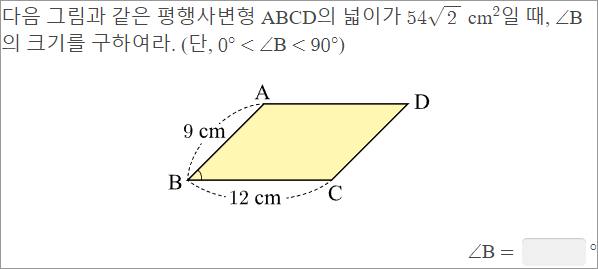 다음 그림과 같은 평행사변형 ABCD의 넓이가 54√2 cm²일 때, ∠B
의 크기를 구하여라. (단, 0° < ∠B < 90°)
A
D
9 cm
B
12 cm
C
∠B = °